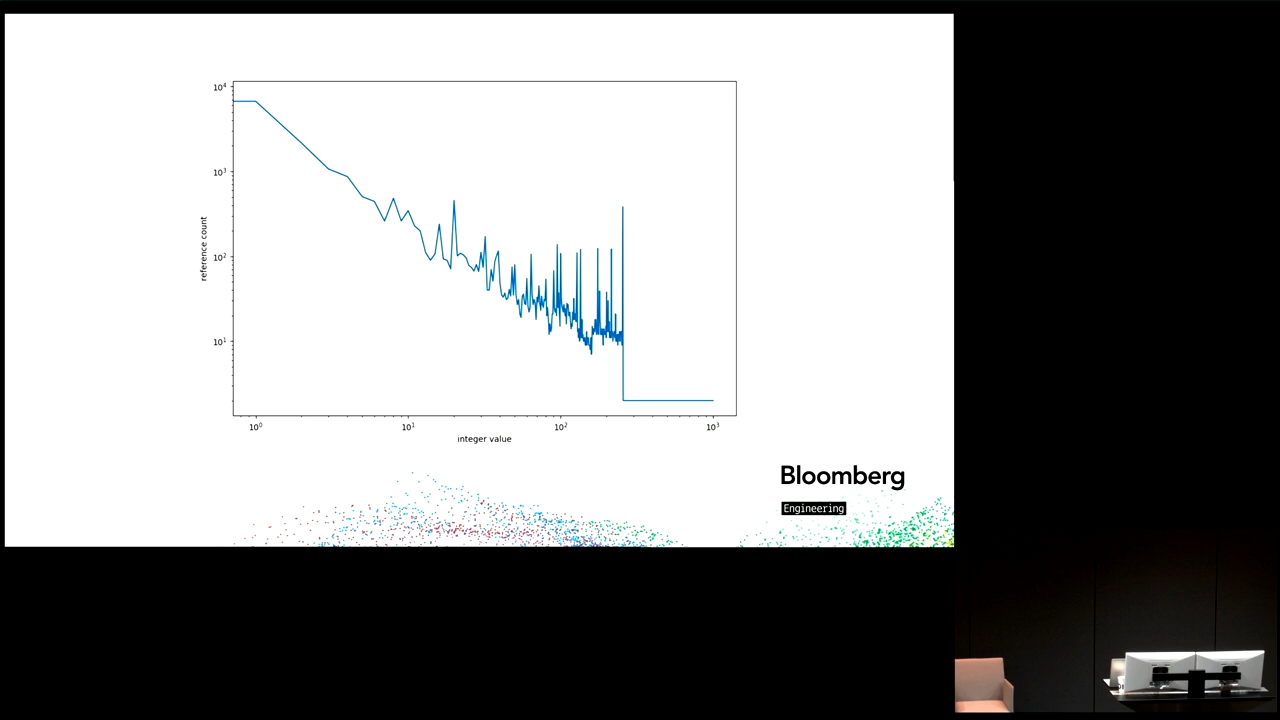 10⁴
10³
10²
10¹
reference count
10⁰ 10¹ 10² 10³
integer value
Bloomberg
Engineering